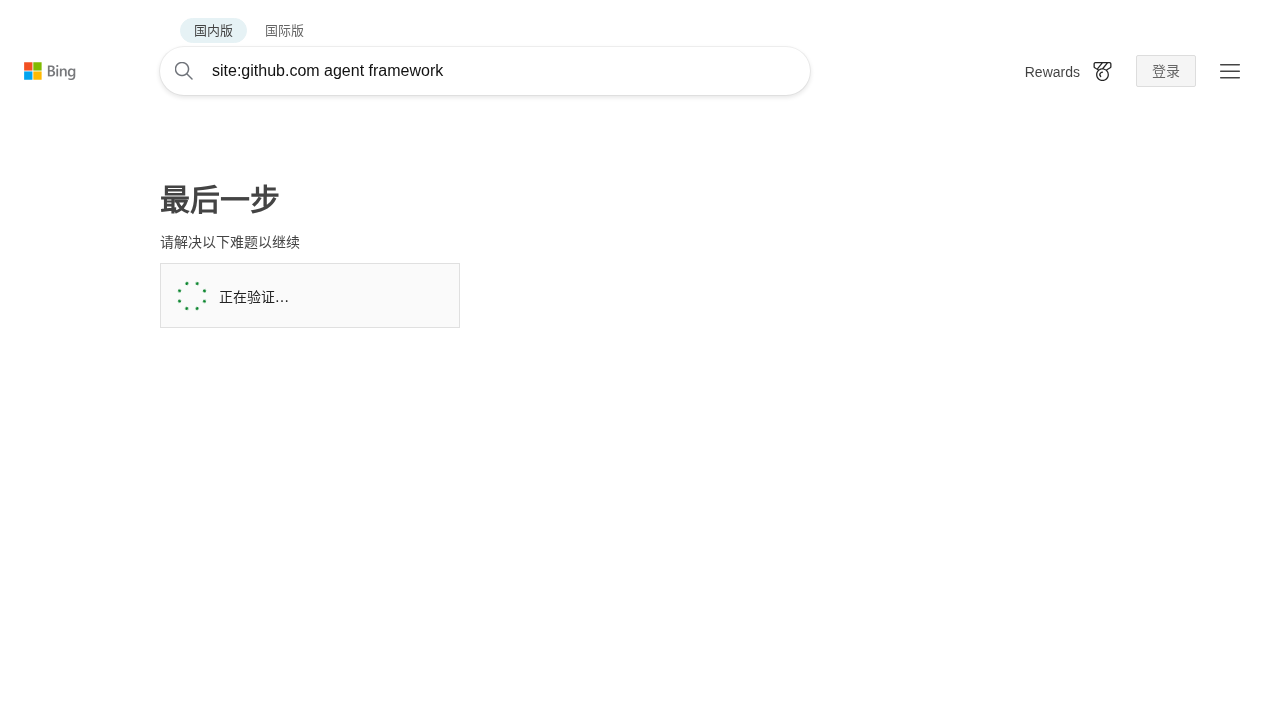 国内版 国际版
Bing
site:github.com agent framework
Rewards
登录
最后一步
请解决以下难题以继续
正在验证...